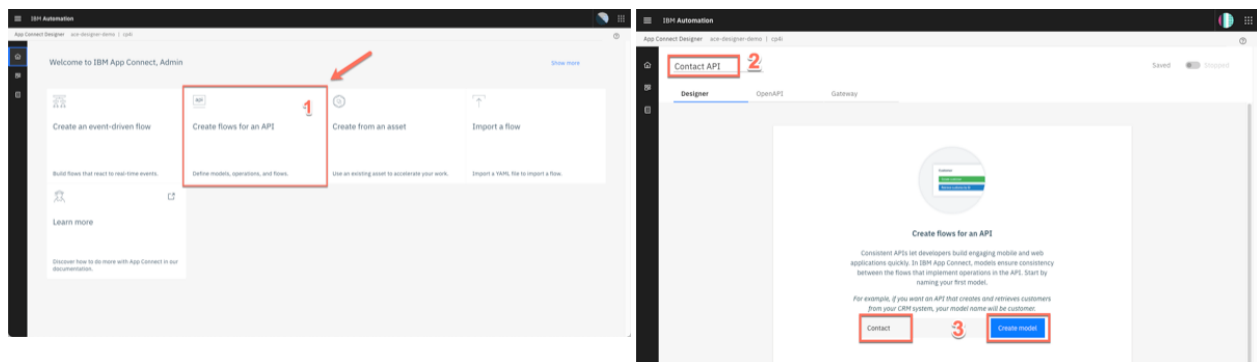 IBM Automation
App Connect Designer ace-designer-demo | cp4i
Welcome to IBM App Connect, Admin
Show more
1
Create an event-driven flow
Create flows for an API
Create from an asset
Import a flow
Build flows that react to real-time events.
Define models, operations, and flows.
Use an existing asset to accelerate your work.
Import a YAML file to import a flow.
Learn more
Discover how to do more with App Connect in our
documentation.
IBM Automation
App Connect Designer ace-designer-demo | cp4i
Contact API
2
Saved
Stopped
Designer
OpenAPI
Gateway
Create flows for an API
Consistent APIs let developers build engaging mobile and web
applications quickly. In IBM App Connect, models ensure consistency
between the flows that implement operations in the API. Start by
naming your first model.
For example, if you want an API that creates and retrieves customers
from your CRM system, your model name will be customer.
Contact
3
Create model